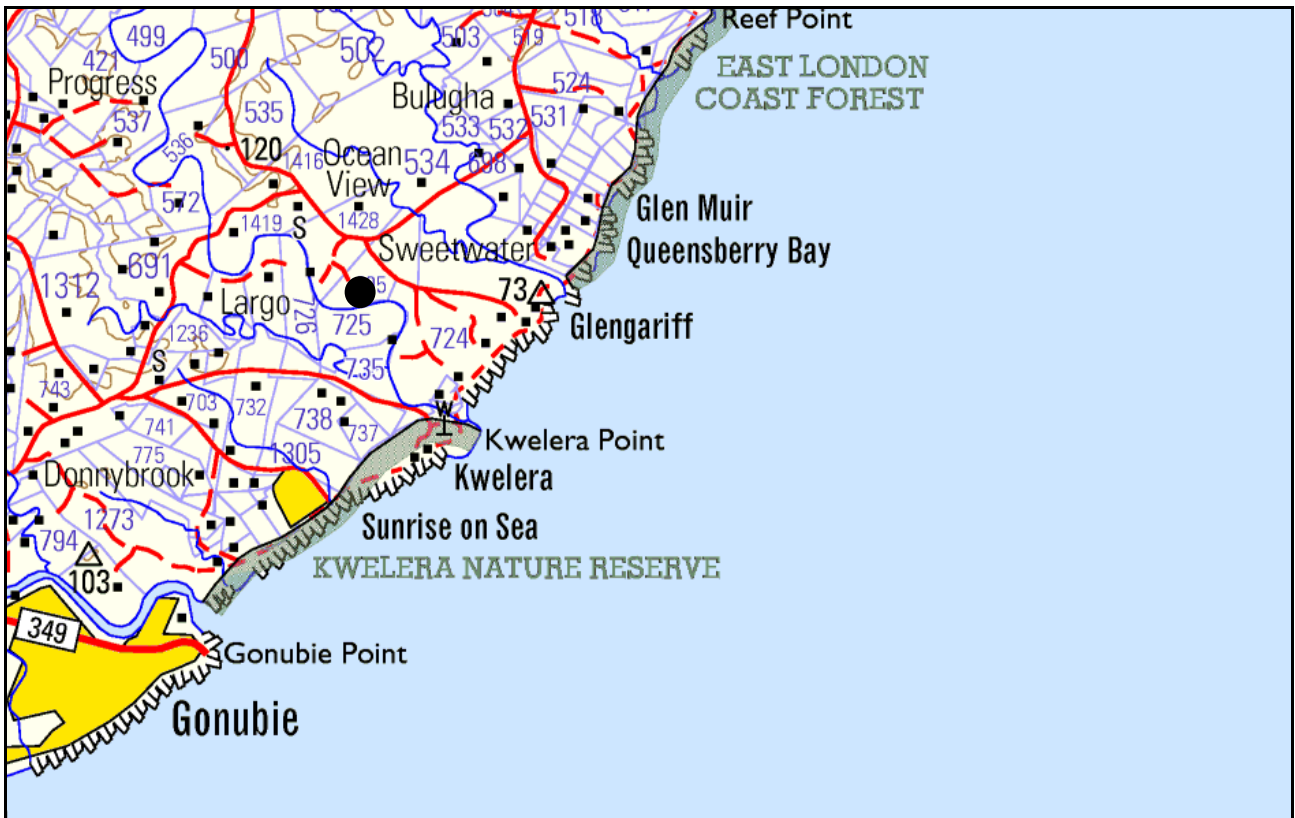 Reef Point
518
499
503
519
502
421
500
EAST LONDON
COAST FOREST
Progress
524
Bulugha
535
531
537
533
532
536
120
1416
Ocean
View
534
698
572
Glen Muir
1419
S
1428
Sweetwater
Queensberry Bay
691
1312
73
Largo
726
725
Glengariff
1236
724
S
735
743
703
732
738
737
741
775
W
Kwelera Point
1305
Donnybrook
Kwelera
1273
794
Sunrise on Sea
103
KWELERA NATURE RESERVE
349
Gonubie Point
Gonubie